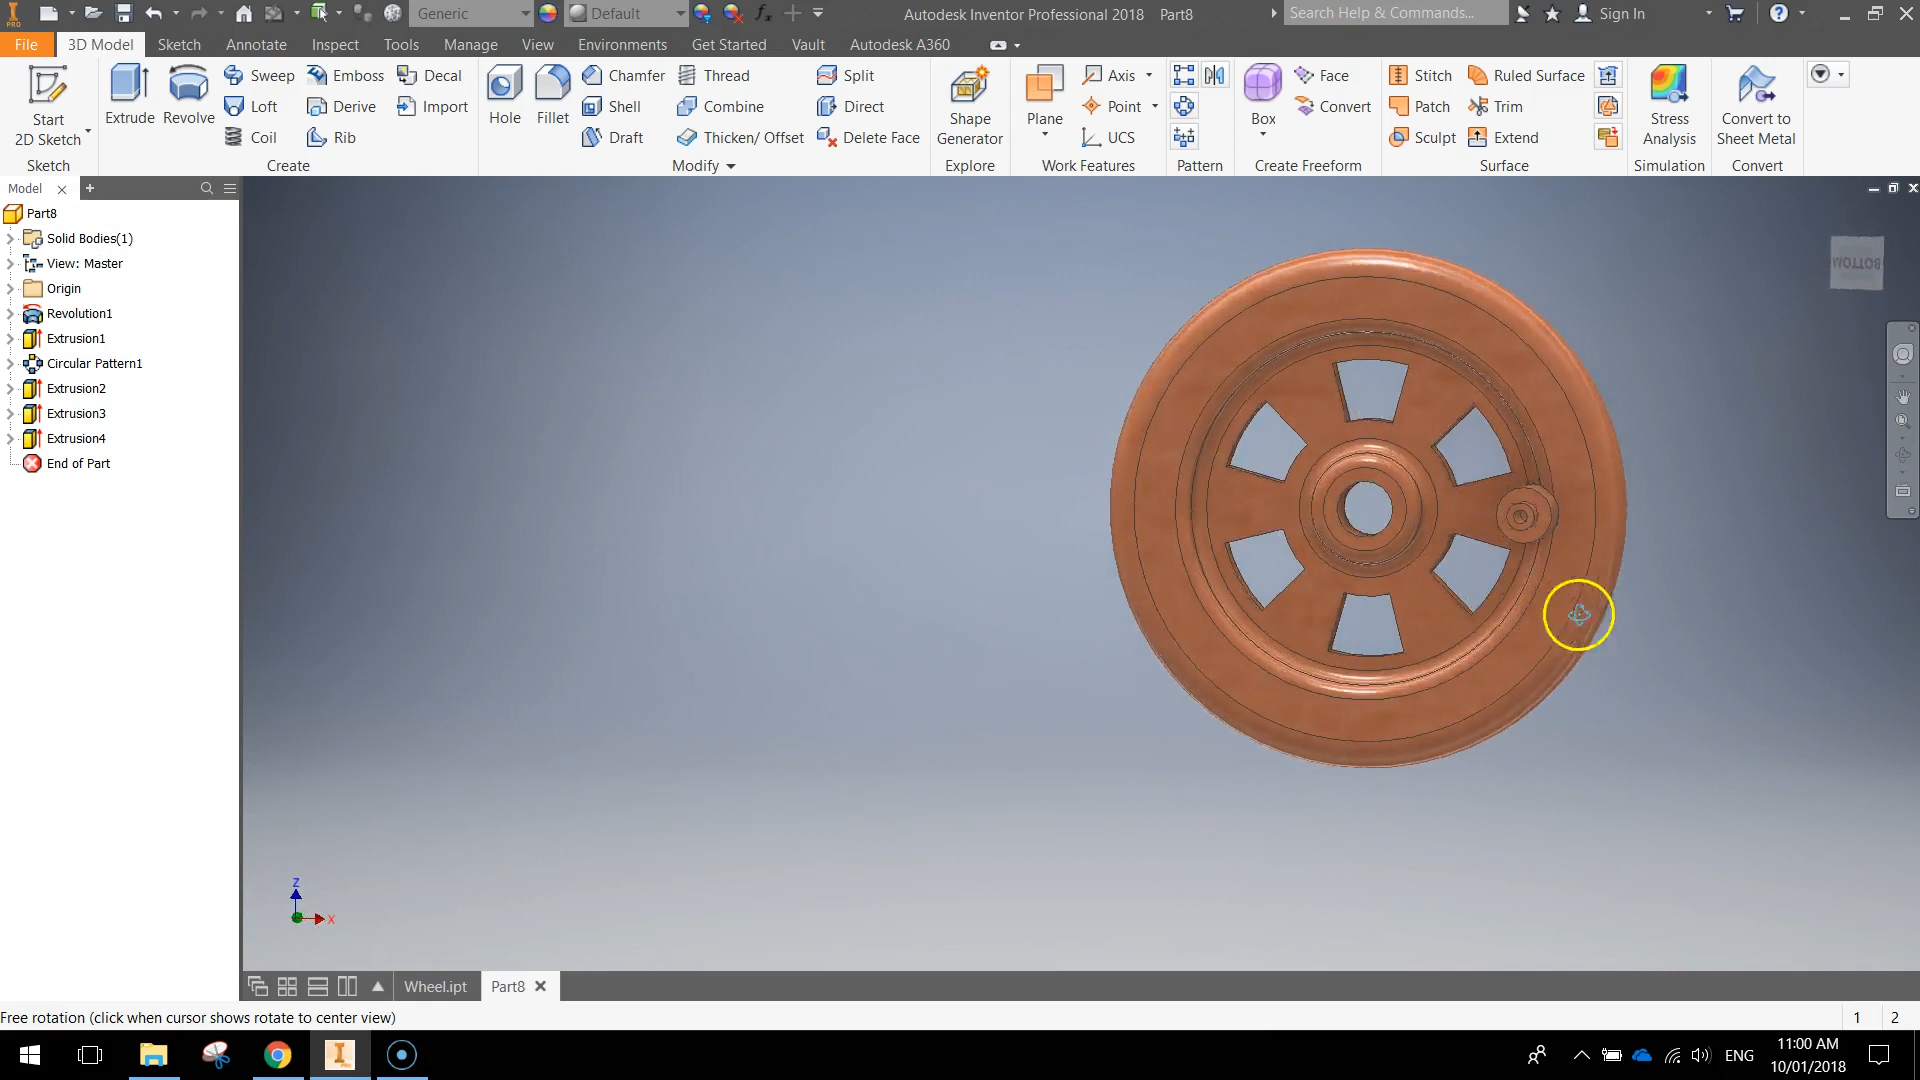 Generic
Default
Autodesk Inventor Professional 2018 Part8
Search Help & Commands...
Sign In
File 3D Model Sketch Annotate Inspect Tools Manage View Environments Get Started Vault Autodesk A360
Start
2D Sketch
Sketch
Extrude Revolve
Sweep Emboss Decal
Loft Derive Import
Coil Rib
Create
Hole Fillet
Chamfer Thread Split
Shell Combine Direct
Draft Thicken/ Offset Delete Face
Modify
Shape
Generator
Explore
Plane
Axis
Point
UCS
Work Features
Pattern
Box
Face
Convert
Create Freeform
Stitch Ruled Surface
Patch Trim
Sculpt Extend
Surface
Stress
Analysis
Simulation
Convert to
Sheet Metal
Convert
Model
Part8
Solid Bodies(1)
View: Master
Origin
Revolution1
Extrusion1
Circular Pattern1
Extrusion2
Extrusion3
Extrusion4
End of Part
BOTTOM
Z
X
Wheel.ipt Part8
Free rotation (click when cursor shows rotate to center view)
1 2
ENG
11:00 AM
10/01/2018